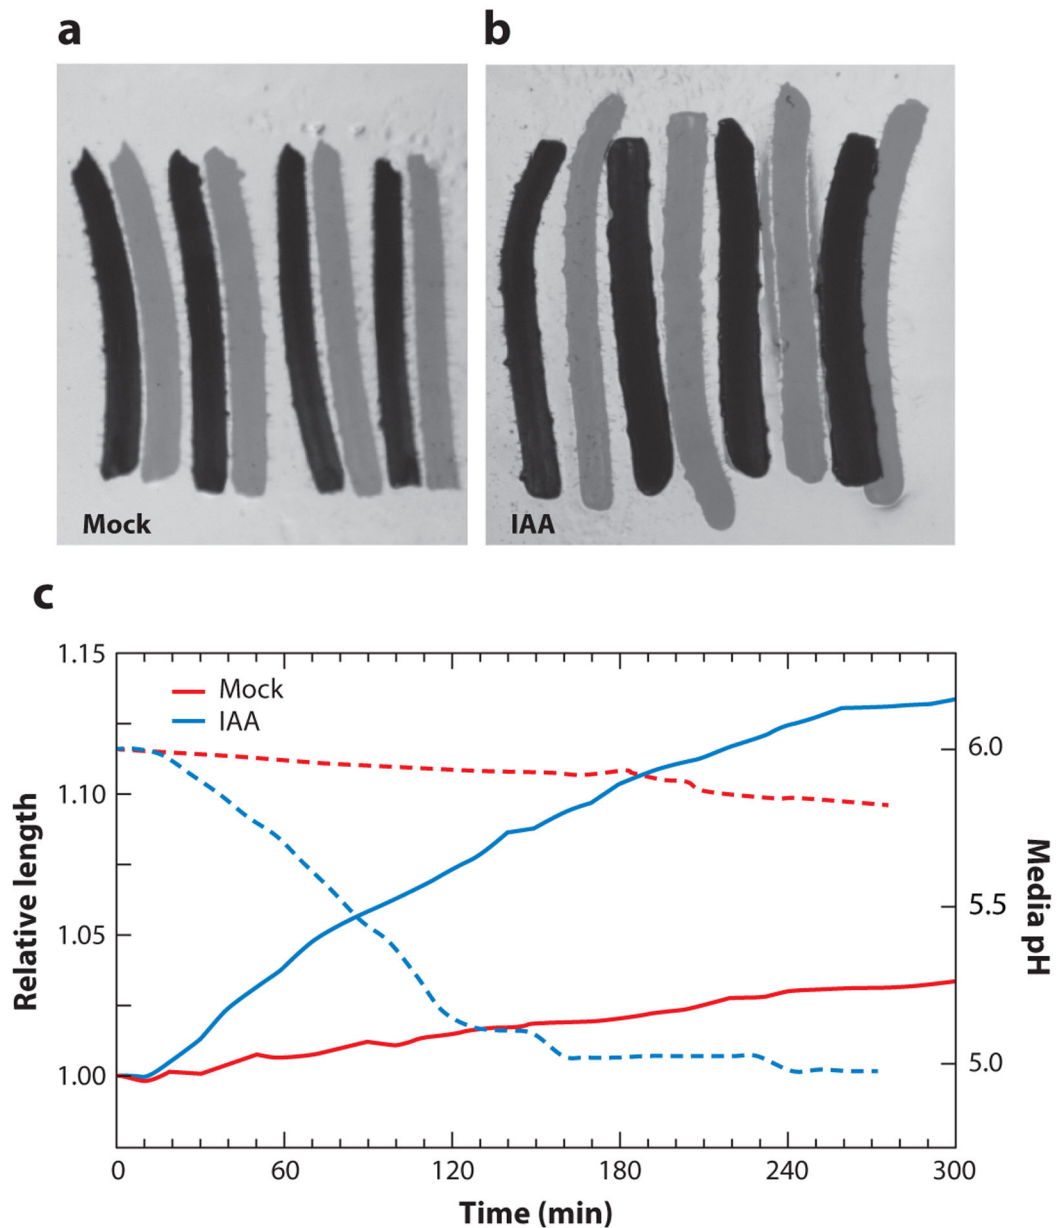 a
b
Mock
IAA
c
1.15
1.10
1.05
1.00
Relative length
Mock
IAA
6.0
5.5
5.0
Media pH
0 60 120 180 240 300
Time (min)